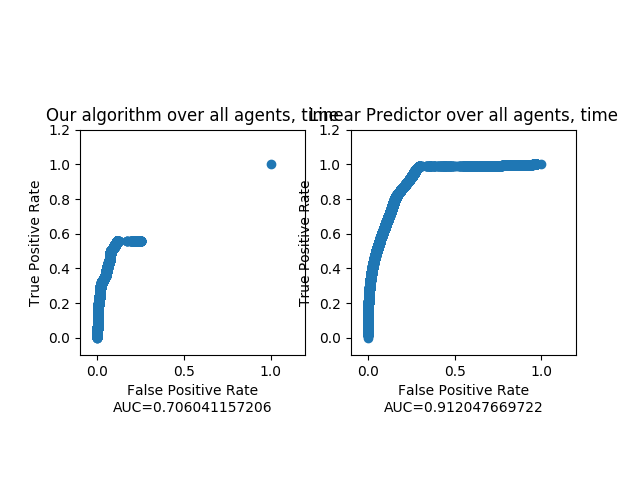 Our algorithm over all agents, time
1.2
1.0
0.8
0.6
0.4
0.2
0.0
True Positive Rate
0.0 0.5 1.0
False Positive Rate
AUC=0.706041157206
Linear Predictor over all agents, time
1.2
1.0
0.8
0.6
0.4
0.2
0.0
True Positive Rate
0.0 0.5 1.0
False Positive Rate
AUC=0.912047669722